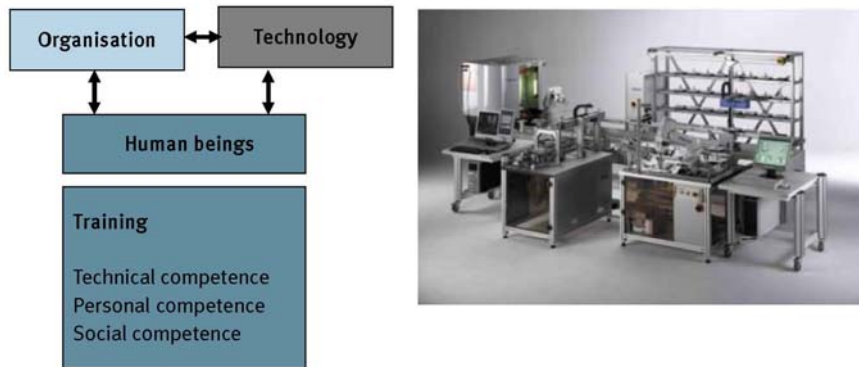 Organisation
Technology
Human beings
Training
Technical competence
Personal competence
Social competence